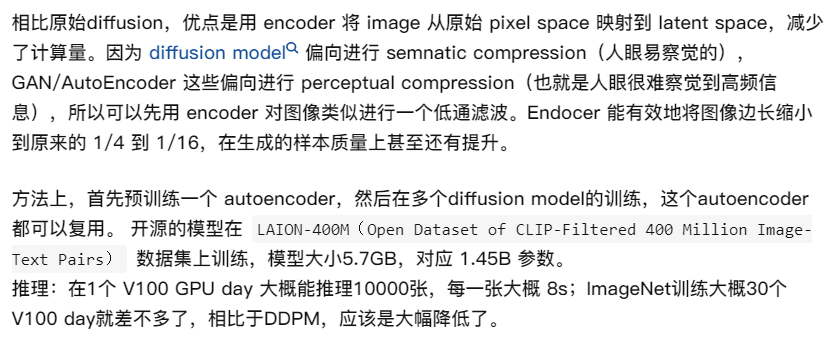 相比原始diffusion，优点是用 encoder 将 image 从原始 pixel space 映射到 latent space，减少
了计算量。因为 diffusion model 偏向进行 semnatic compression（人眼易察觉的），
GAN/AutoEncoder 这些偏向进行 perceptual compression（也就是人眼很难察觉到高频信
息），所以可以先用 encoder 对图像类似进行一个低通滤波。Endocer 能有效地将图像边长缩小
到原来的 1/4 到 1/16，在生成的样本质量上甚至还有提升。
方法上，首先预训练一个 autoencoder，然后在多个diffusion model的训练，这个autoencoder
都可以复用。 开源的模型在 LAION-400M（Open Dataset of CLIP-Filtered 400 Million Image-
Text Pairs） 数据集上训练，模型大小5.7GB，对应 1.45B 参数。
推理：在1个 V100 GPU day 大概能推理10000张，每一张大概 8s；ImageNet训练大概30个
V100 day就差不多了，相比于DDPM，应该是大幅降低了。